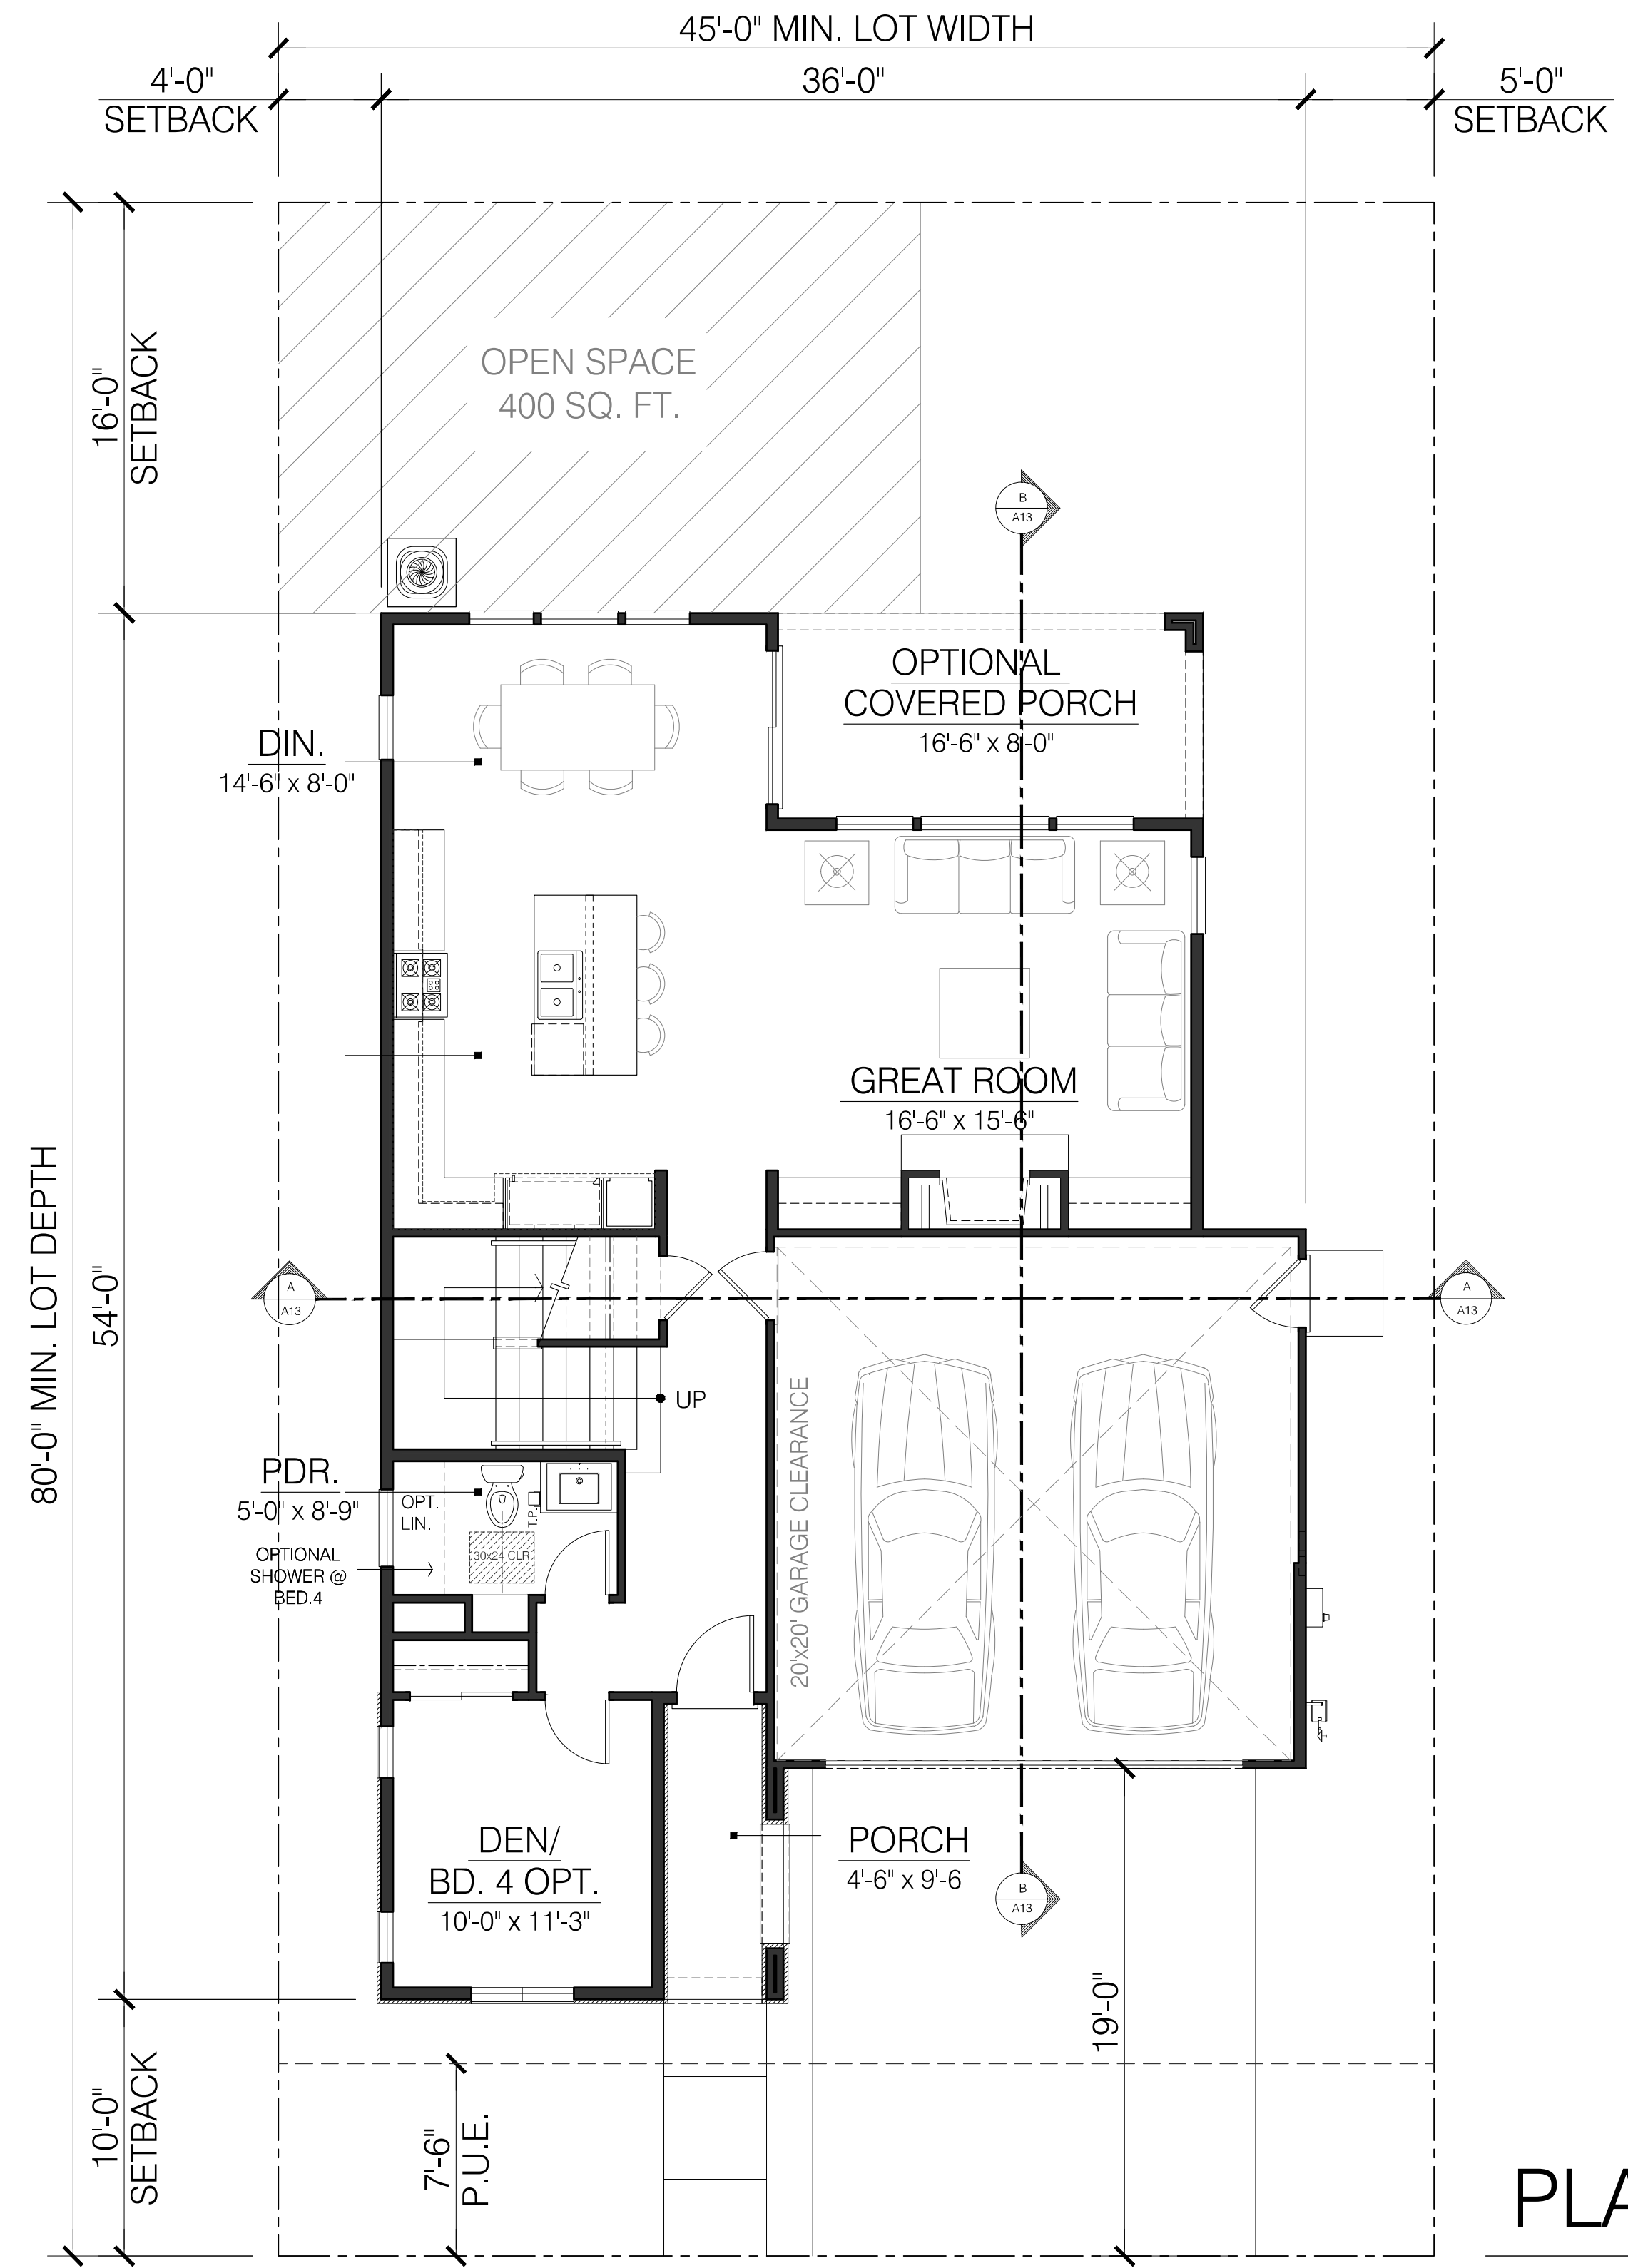 45'-0" MIN. LOT WIDTH
4'-0"
SETBACK
36'-0"
5'-0"
SETBACK
16'-0"
SETBACK
OPEN SPACE
400 SQ. FT.
B
A13
OPTIONAL
COVERED PORCH
16'-6" x 8'-0"
DIN.
14'-6" x 8'-0"
GREAT ROOM
16'-6" x 15'-6"
80'-0" MIN. LOT DEPTH
54'-0"
A
A13
A
A13
UP
20'x20' GARAGE CLEARANCE
PDR.
5'-0" x 8'-9"
OPT.
LIN.
T.P.
30x24 CLR
OPTIONAL
SHOWER @
BED.4
DEN/
BD. 4 OPT.
10'-0" x 11'-3"
PORCH
4'-6" x 9'-6
B
A13
19'-0"
10'-0"
SETBACK
7'-6"
P.U.E.